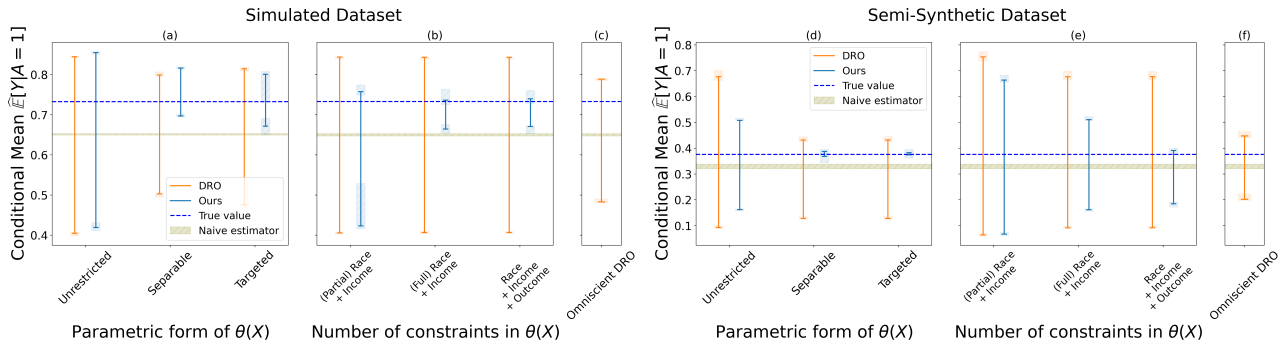 Simulated Dataset
Semi-Synthetic Dataset
Conditional Mean 𝔼̂[Y|A = 1]
(a)
0.8
0.7
0.6
0.5
0.4
DRO
Ours
True value
Naive estimator
Unrestricted
Separable
Targeted
Parametric form of θ(X)
(b)
(Partial) Race
+ Income
(Full) Race
+ Income
Race
+ Income
+ Outcome
Number of constraints in θ(X)
(c)
Omniscient DRO
Conditional Mean 𝔼̂[Y|A = 1]
(d)
0.8
0.7
0.6
0.5
0.4
0.3
0.2
0.1
DRO
Ours
True value
Naive estimator
Unrestricted
Separable
Targeted
Parametric form of θ(X)
(e)
(Partial) Race
+ Income
(Full) Race
+ Income
Race
+ Income
+ Outcome
Number of constraints in θ(X)
(f)
Omniscient DRO